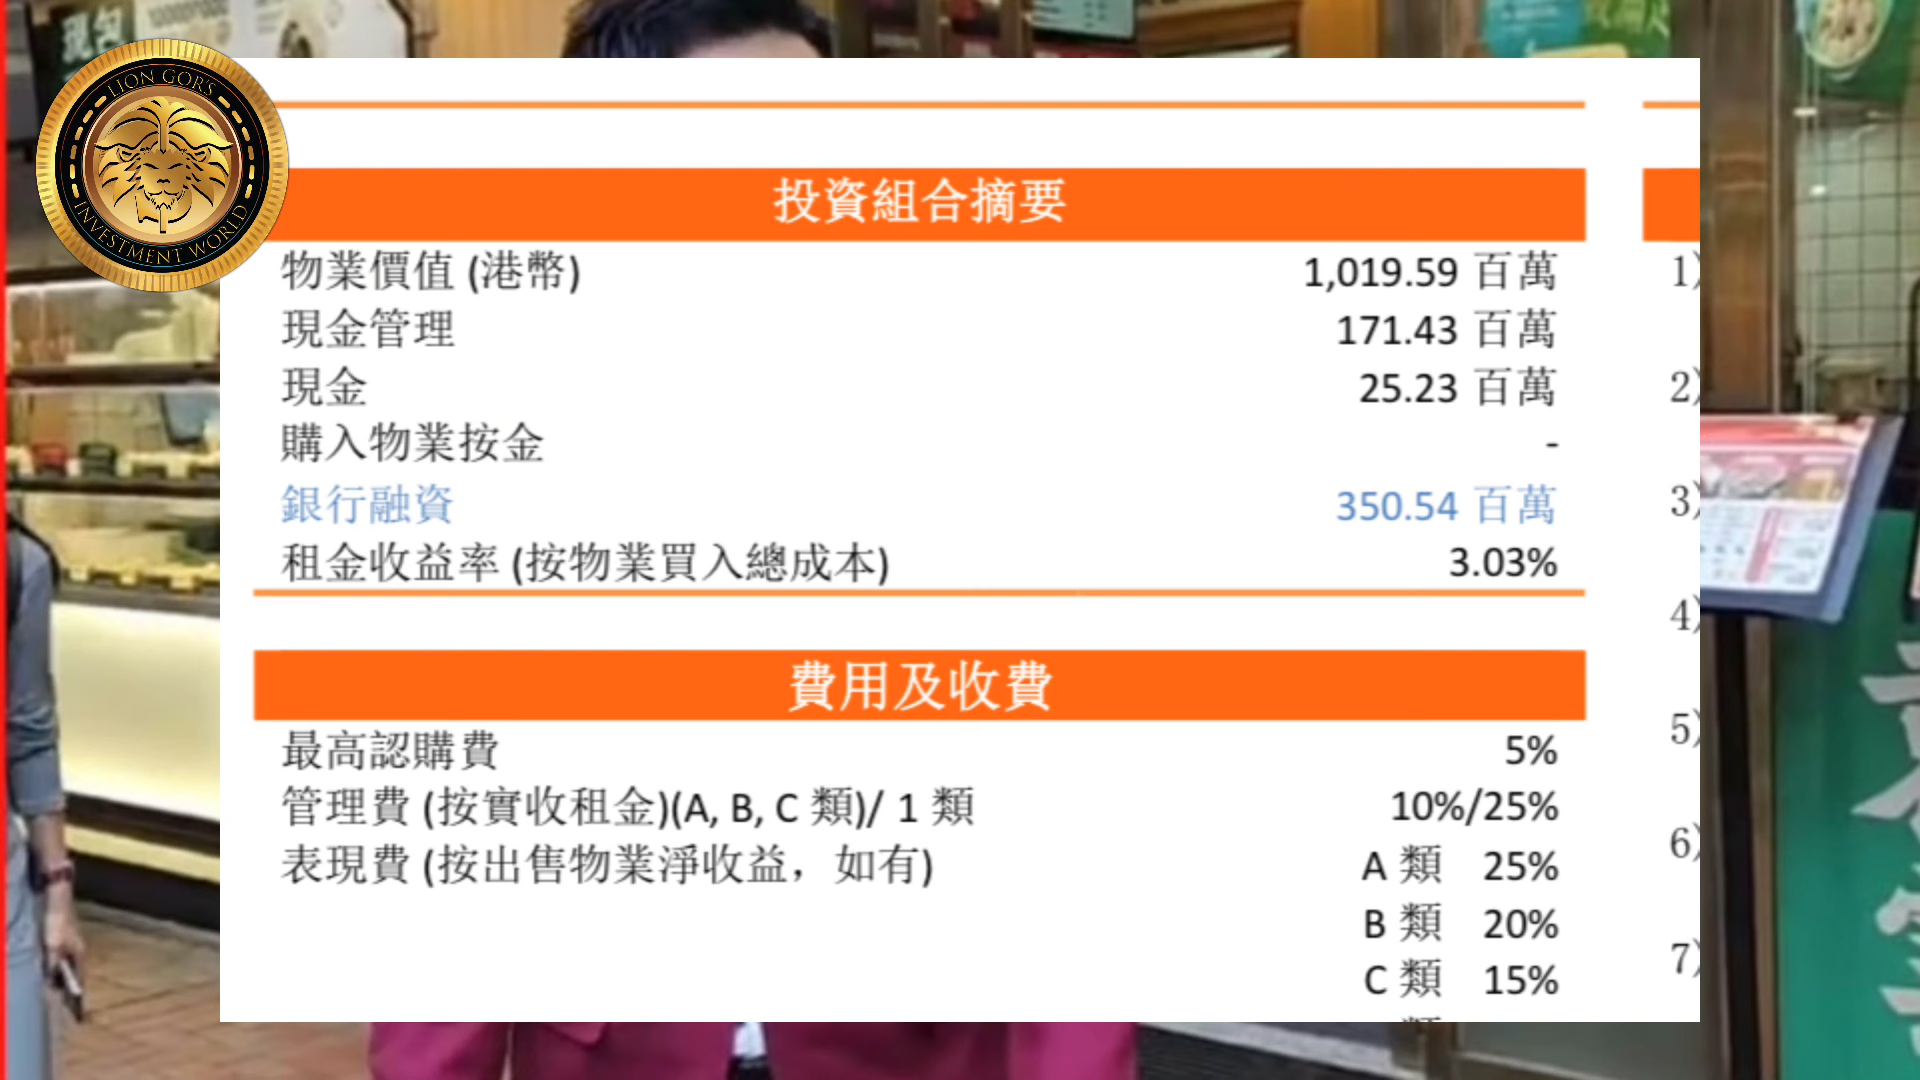 LION GOR'S
INVESTMENT WORLD
投資組合摘要
物業價值 (港幣) 1,019.59 百萬
現金管理 171.43 百萬
現金 25.23 百萬
購入物業按金 -
銀行融資 350.54 百萬
租金收益率 (按物業買入總成本) 3.03%
費用及收費
最高認購費 5%
管理費 (按實收租金)(A, B, C 類)/ 1 類 10%/25%
表現費 (按出售物業淨收益，如有) A 類 25%
B 類 20%
C 類 15%
1)
2)
3)
4)
5)
6)
7)